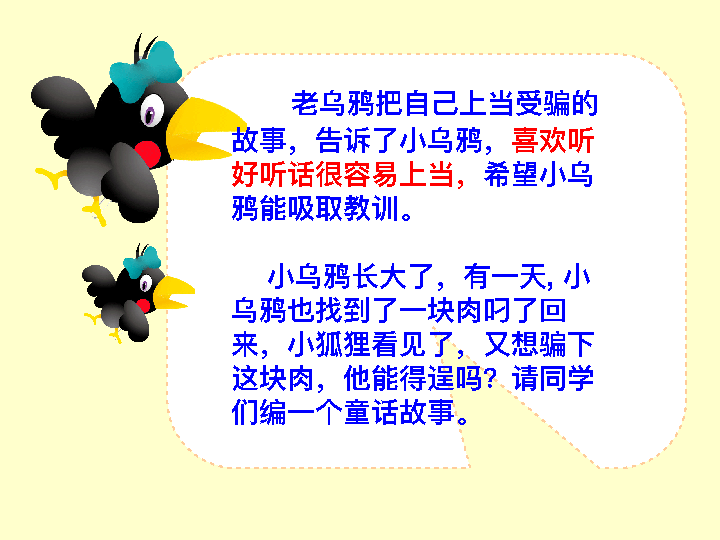 老乌鸦把自己上当受骗的
故事，告诉了小乌鸦，喜欢听
好听话很容易上当，希望小乌
鸦能吸取教训。
小乌鸦长大了，有一天, 小
乌鸦也找到了一块肉叼了回
来，小狐狸看见了，又想骗下
这块肉，他能得逞吗？请同学
们编一个童话故事。